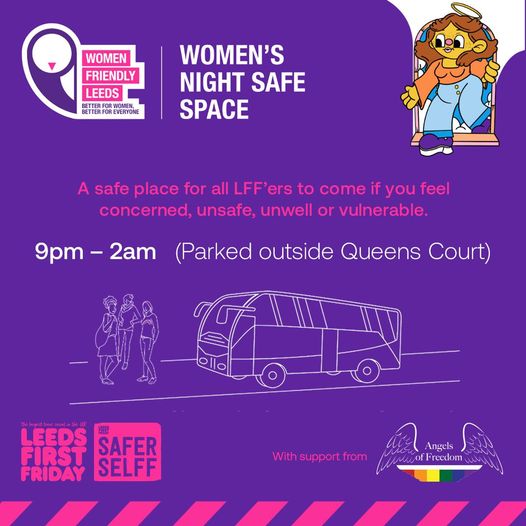 WOMEN
FRIENDLY
LEEDS
BETTER FOR WOMEN,
BETTER FOR EVERYONE
WOMEN'S
NIGHT SAFE
SPACE
A safe place for all LFF'ers to come if you feel
concerned, unsafe, unwell or vulnerable.
9pm – 2am (Parked outside Queens Court)
LEEDS
FIRST
FRIDAY
SAFER
SELFF
With support from
Angels
of Freedom